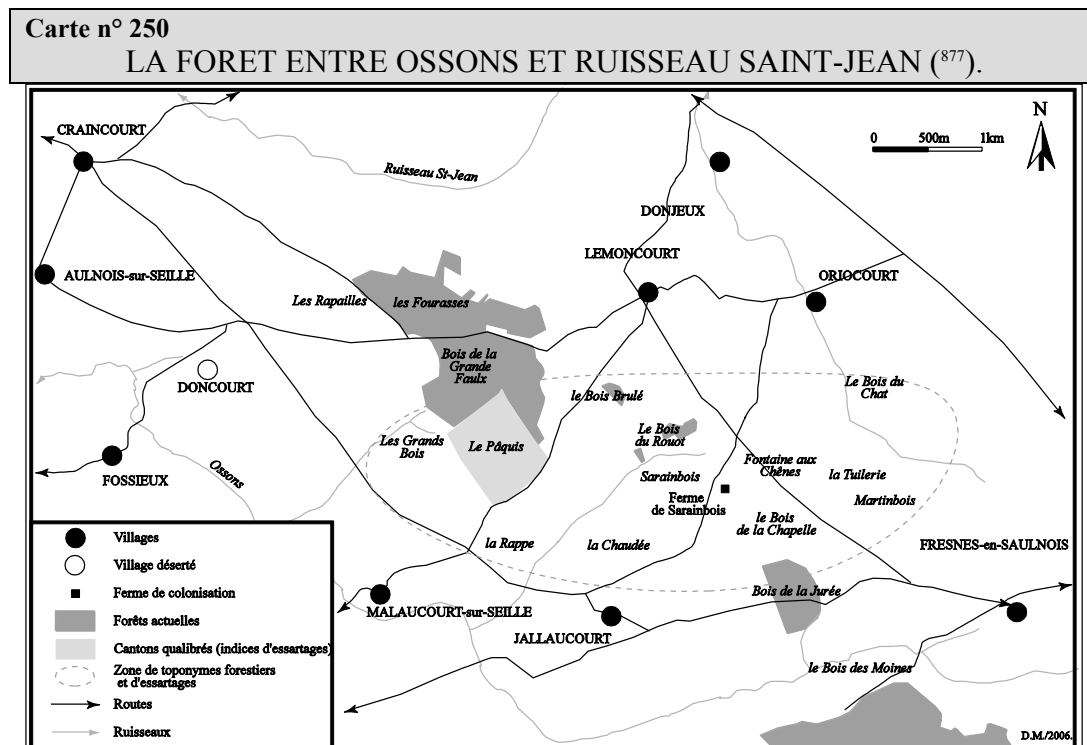 Carte n° 250
LA FORET ENTRE OSSONS ET RUISSEAU SAINT-JEAN (877).
CRAINCOURT
Ruisseau St-Jean
0 500m 1km
N
DONJEUX
LEMONCOURT
AULNOIS-sur-SEILLE
ORIOCOURT
Les Rapailles
les Fourasses
Bois de la
Grande
Faulx
DONCOURT
le Bois Brulé
Le Bois du
Chat
Les Grands
Bois
Le Pâquis
Le Bois
du Rouot
FOSSIEUX
Ossons
Sarainbois
Fontaine aux
Chênes
la Tuilerie
Ferme
de Sarainbois
Martinbois
le Bois
de la Chapelle
la Rappe
la Chaudée
FRESNES-en-SAULNOIS
Bois de la Jurée
MALAUCOURT-sur-SEILLE
JALLAUCOURT
le Bois des Moines
Villages
Village déserté
Ferme de colonisation
Forêts actuelles
Cantons qualibrés (indices d'essartages)
Zone de toponymes forestiers
et d'essartages
Routes
Ruisseaux
D.M./2006.